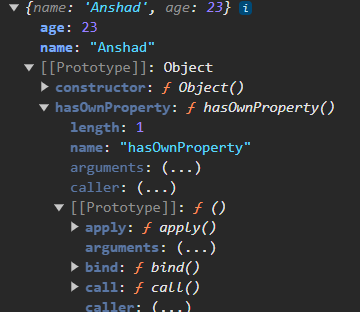 {name: 'Anshad', age: 23} i
age: 23
name: "Anshad"
[[Prototype]]: Object
constructor: ƒ Object()
hasOwnProperty: ƒ hasOwnProperty()
length: 1
name: "hasOwnProperty"
arguments: (...)
caller: (...)
[[Prototype]]: ƒ ()
apply: ƒ apply()
arguments: (...)
bind: ƒ bind()
call: ƒ call()
caller: (...)